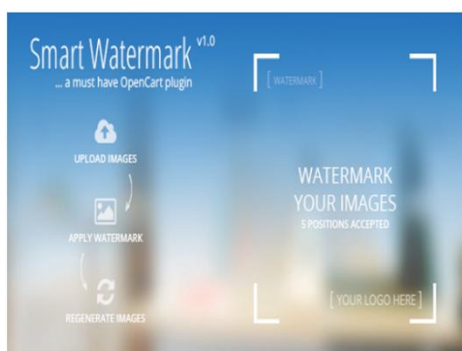 Smart Watermark v1.0
... a must have OpenCart plugin
UPLOAD IMAGES
APPLY WATERMARK
REGENERATE IMAGES
[ WATERMARK ]
WATERMARK
YOUR IMAGES
5 POSITIONS ACCEPTED
[ YOUR LOGO HERE ]